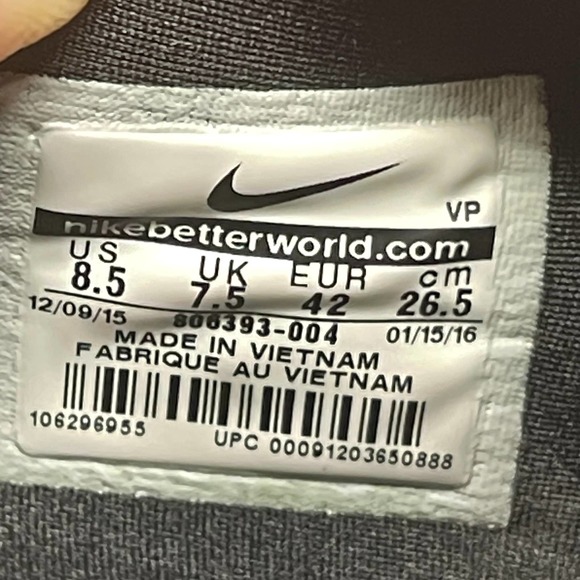 VP
nikebetterworld.com
US UK EUR cm
8.5 7.5 42 26.5
12/09/15 806393-004 01/15/16
MADE IN VIETNAM
FABRIQUE AU VIETNAM
106296955 UPC 00091203650888